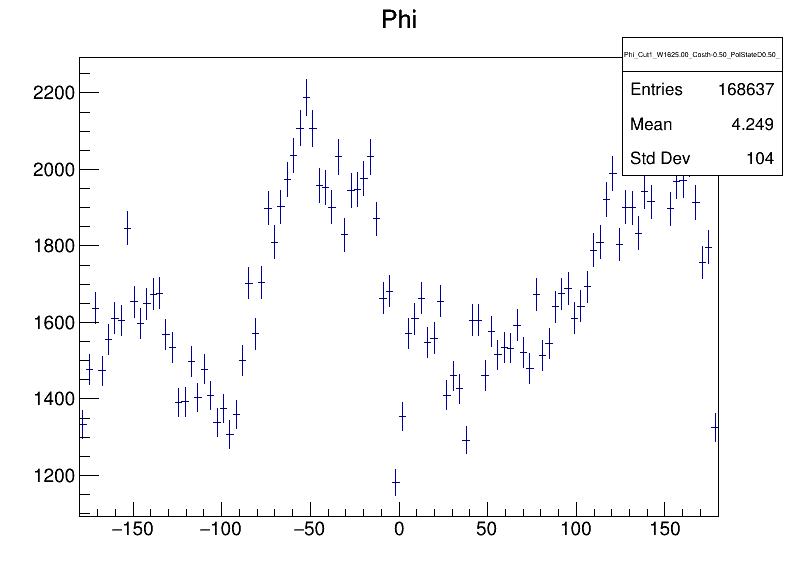 Phi
Phi_Cut1_W1625.00_Costh-0.50_PolStateD0.50_
Entries 168637
Mean 4.249
Std Dev 104
2200
2000
1800
1600
1400
1200
−150 −100 −50 0 50 100 150